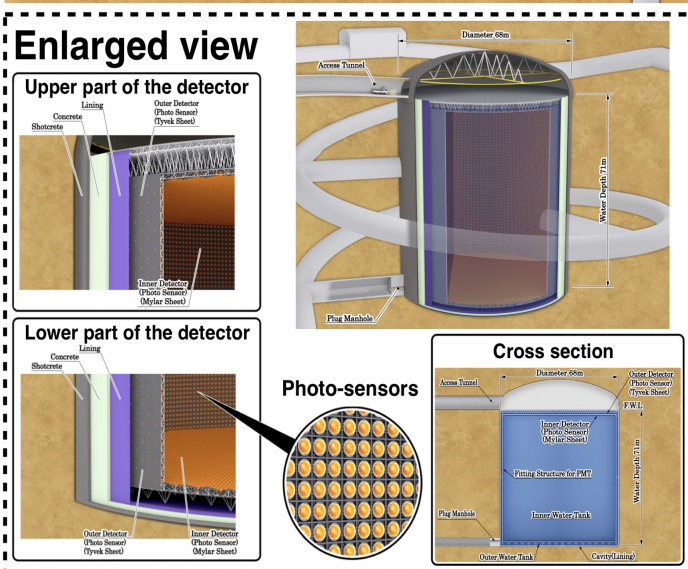 Enlarged view
Upper part of the detector
Lining
Concrete
Shotcrete
Outer Detector
(Photo Sensor)
(Tyvek Sheet)
Inner Detector
(Photo Sensor)
(Mylar Sheet)
Diameter 68m
Access Tunnel
Water Depth 71m
Plug Manhole
Lower part of the detector
Lining
Concrete
Shotcrete
Outer Detector
(Photo Sensor)
(Tyvek Sheet)
Inner Detector
(Photo Sensor)
(Mylar Sheet)
Photo-sensors
Cross section
Diameter 68m
Outer Detector
(Photo Sensor)
(Tyvek Sheet)
Access Tunnel
F.W.L
Inner Detector
(Photo Sensor)
(Mylar Sheet)
Water Depth 71m
Fitting Structure for PMT
Plug Manhole
Inner Water Tank
Outer Water Tank
Cavity(Lining)